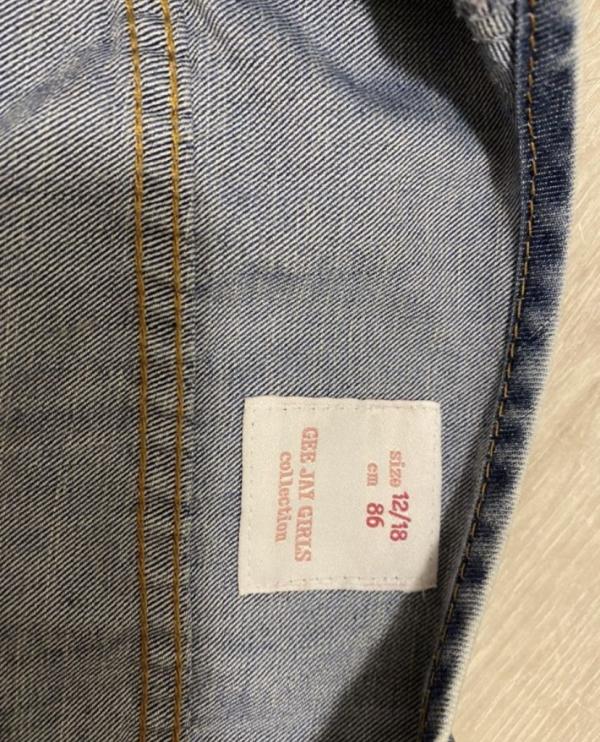 size 12/18
cm 86
GEE JAY GIRLS
collection